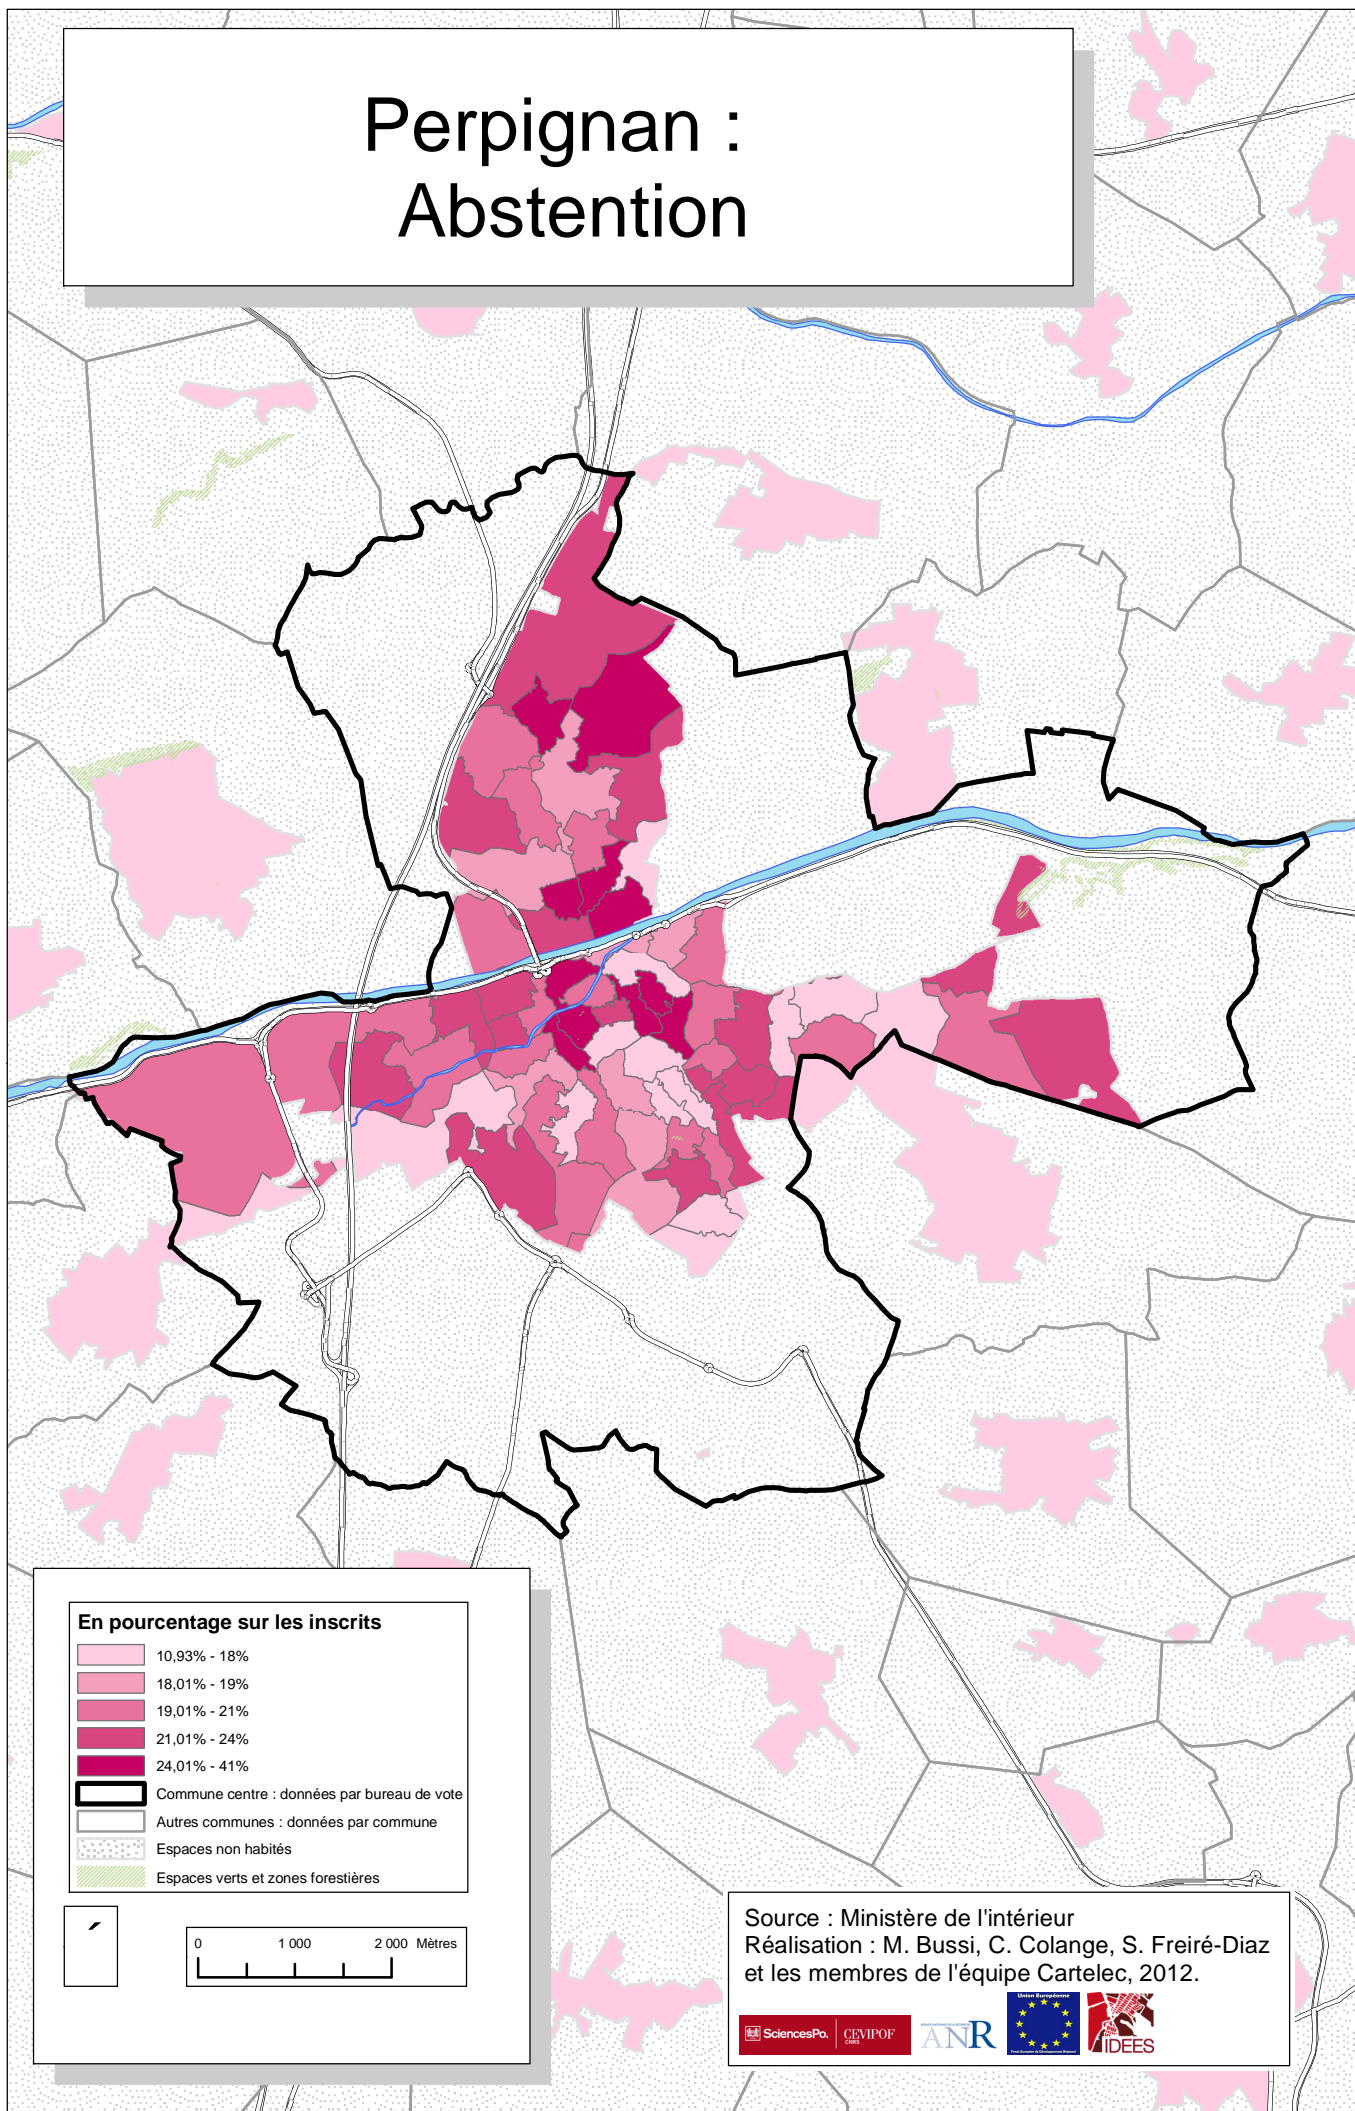 Perpignan :
Abstention
En pourcentage sur les inscrits
10,93% - 18%
18,01% - 19%
19,01% - 21%
21,01% - 24%
24,01% - 41%
Commune centre : données par bureau de vote
Autres communes : données par commune
Espaces non habités
Espaces verts et zones forestières
0 1 000 2 000 Mètres
Source : Ministère de l'intérieur
Réalisation : M. Bussi, C. Colange, S. Freiré-Diaz
et les membres de l'équipe Cartelec, 2012.
SciencesPo.
CEVIPOF
CNRS
ANR
Union Européenne
IDEES